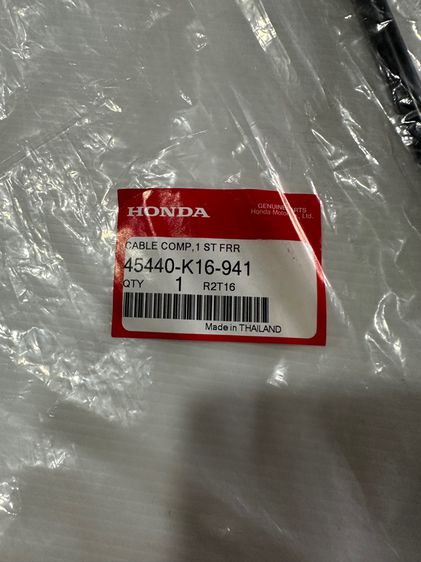 HONDA
GENUINE PARTS
Honda Motor Co., Ltd.
CABLE COMP,1 ST FRR
45440-K16-941
QTY 1 R2T16
Made in THAILAND